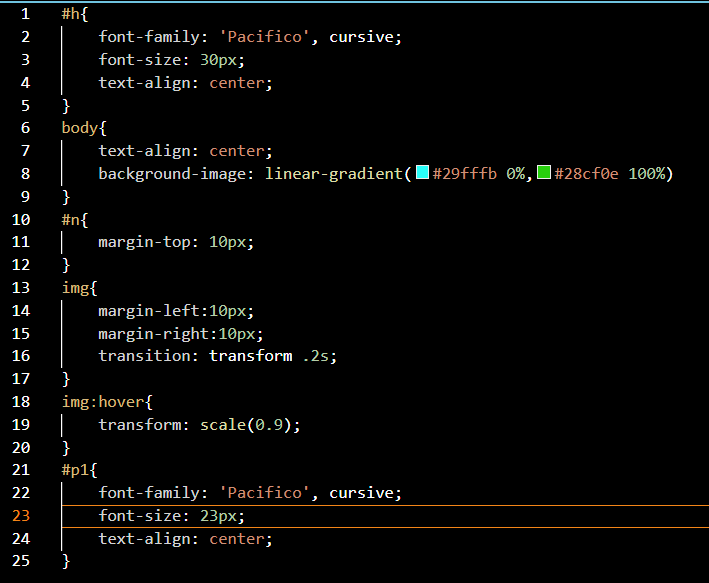 1 #h{
2     font-family: 'Pacifico', cursive;
3     font-size: 30px;
4     text-align: center;
5 }
6 body{
7     text-align: center;
8     background-image: linear-gradient(#29fffb 0%,#28cf0e 100%)
9 }
10 #n{
11     margin-top: 10px;
12 }
13 img{
14     margin-left:10px;
15     margin-right:10px;
16     transition: transform .2s;
17 }
18 img:hover{
19     transform: scale(0.9);
20 }
21 #p1{
22     font-family: 'Pacifico', cursive;
23     font-size: 23px;
24     text-align: center;
25 }